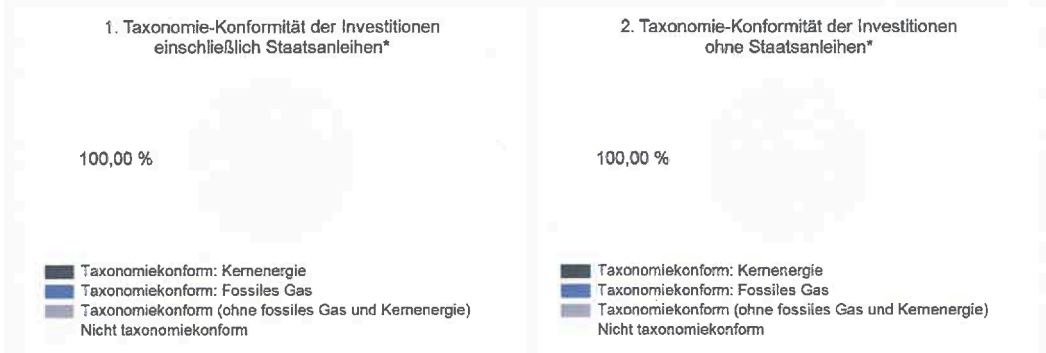 1. Taxonomie-Konformität der Investitionen
einschließlich Staatsanleihen*
100,00 %
Taxonomiekonform: Kernenergie
Taxonomiekonform: Fossiles Gas
Taxonomiekonform (ohne fossiles Gas und Kernenergie)
Nicht taxonomiekonform
2. Taxonomie-Konformität der Investitionen
ohne Staatsanleihen*
100,00 %
Taxonomiekonform: Kernenergie
Taxonomiekonform: Fossiles Gas
Taxonomiekonform (ohne fossiles Gas und Kernenergie)
Nicht taxonomiekonform